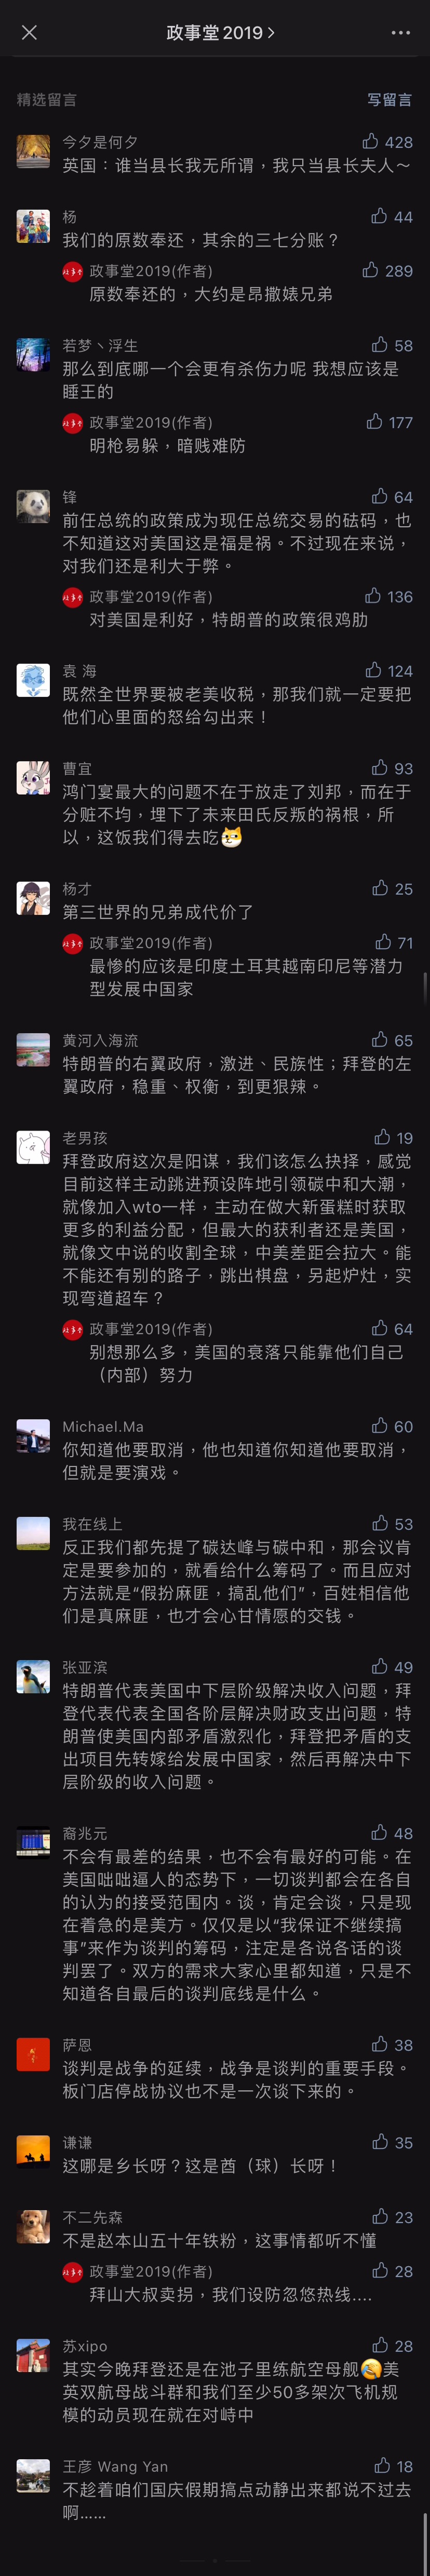 政事堂2019
精选留言
写留言
今夕是何夕
428
英国：谁当县长我无所谓，我只当县长夫人～
杨
44
我们的原数奉还，其余的三七分账？
政事堂2019(作者)
289
原数奉还的，大约是昂撒婊兄弟
若梦丶浮生
58
那么到底哪一个会更有杀伤力呢 我想应该是
睡王的
政事堂2019(作者)
177
明枪易躲，暗贱难防
锋
64
前任总统的政策成为现任总统交易的砝码，也
不知道这对美国这是福是祸。不过现在来说，
对我们还是利大于弊。
政事堂2019(作者)
136
对美国是利好，特朗普的政策很鸡肋
袁 海
124
既然全世界要被老美收税，那我们就一定要把
他们心里面的怒给勾出来！
曹宜
93
鸿门宴最大的问题不在于放走了刘邦，而在于
分赃不均，埋下了未来田氏反叛的祸根，所
以，这饭我们得去吃
杨才
25
第三世界的兄弟成代价了
政事堂2019(作者)
71
最惨的应该是印度土耳其越南印尼等潜力
型发展中国家
黄河入海流
65
特朗普的右翼政府，激进、民族性；拜登的左
翼政府，稳重、权衡，到更狠辣。
老男孩
19
拜登政府这次是阳谋，我们该怎么抉择，感觉
目前这样主动跳进预设阵地引领碳中和大潮，
就像加入wto一样，主动在做大新蛋糕时获取
更多的利益分配，但最大的获利者还是美国，
就像文中说的收割全球，中美差距会拉大。能
不能还有别的路子，跳出棋盘，另起炉灶，实
现弯道超车？
政事堂2019(作者)
64
别想那么多，美国的衰落只能靠他们自己
（内部）努力
Michael.Ma
60
你知道他要取消，他也知道你知道他要取消，
但就是要演戏。
我在线上
53
反正我们都先提了碳达峰与碳中和，那会议肯
定是要参加的，就看给什么筹码了。而且应对
方法就是“假扮麻匪，搞乱他们”，百姓相信他
们是真麻匪，也才会心甘情愿的交钱。
张亚滨
49
特朗普代表美国中下层阶级解决收入问题，拜
登代表代表全国各阶层解决财政支出问题，特
朗普使美国内部矛盾激烈化，拜登把矛盾的支
出项目先转嫁给发展中国家，然后再解决中下
层阶级的收入问题。
裔兆元
48
不会有最差的结果，也不会有最好的可能。在
美国咄咄逼人的态势下，一切谈判都会在各自
的认为的接受范围内。谈，肯定会谈，只是现
在着急的是美方。仅仅是以“我保证不继续搞
事”来作为谈判的筹码，注定是各说各话的谈
判罢了。双方的需求大家心里都知道，只是不
知道各自最后的谈判底线是什么。
萨恩
38
谈判是战争的延续，战争是谈判的重要手段。
板门店停战协议也不是一次谈下来的。
谦谦
35
这哪是乡长呀？这是酋（球）长呀！
不二先森
23
不是赵本山五十年铁粉，这事情都听不懂
政事堂2019(作者)
28
拜山大叔卖拐，我们设防忽悠热线....
苏xipo
28
其实今晚拜登还是在池子里练航空母舰美
英双航母战斗群和我们至少50多架次飞机规
模的动员现在就在对峙中
王彦 Wang Yan
18
不趁着咱们国庆假期搞点动静出来都说不过去
啊……